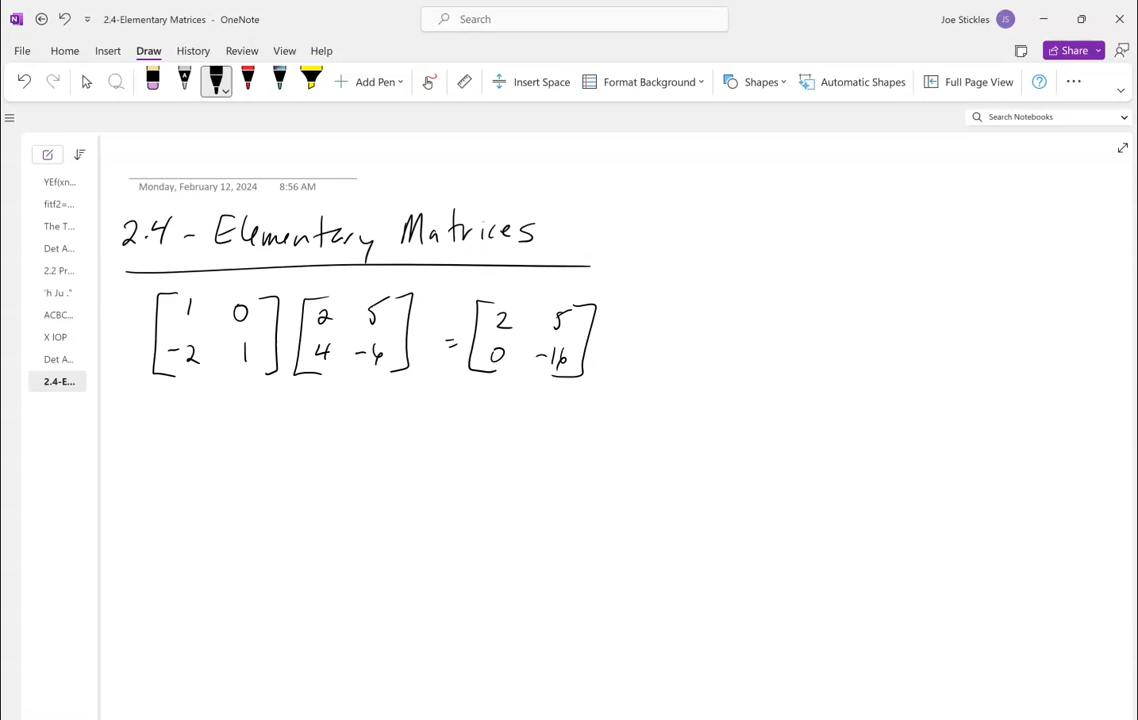 2.4-Elementary Matrices - OneNote
Search
Joe Stickles
JS
File Home Insert Draw History Review View Help
Share
Add Pen Insert Space Format Background Shapes Automatic Shapes Full Page View
Search Notebooks
YEf(xn...
fitf2=...
The T...
Det A...
2.2 Pr...
'h Ju ."
ACBC...
X IOP
Det A...
2.4-E...
Monday, February 12, 2024 8:56 AM
2.4 - Elementary Matrices
[1 0] [2 5] = [2 5]
[-2 1] [4 -6] [0 -16]